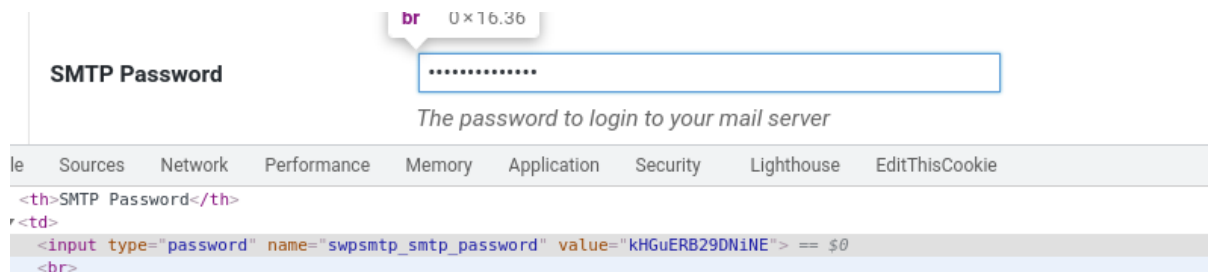 br 0×16.36
SMTP Password
••••••••••••••
The password to login to your mail server
le Sources Network Performance Memory Application Security Lighthouse EditThisCookie
<th>SMTP Password</th>
▾<td>
<input type="password" name="swpsmtp_smtp_password" value="kHGuERB29DNiNE"> == $0
<br>